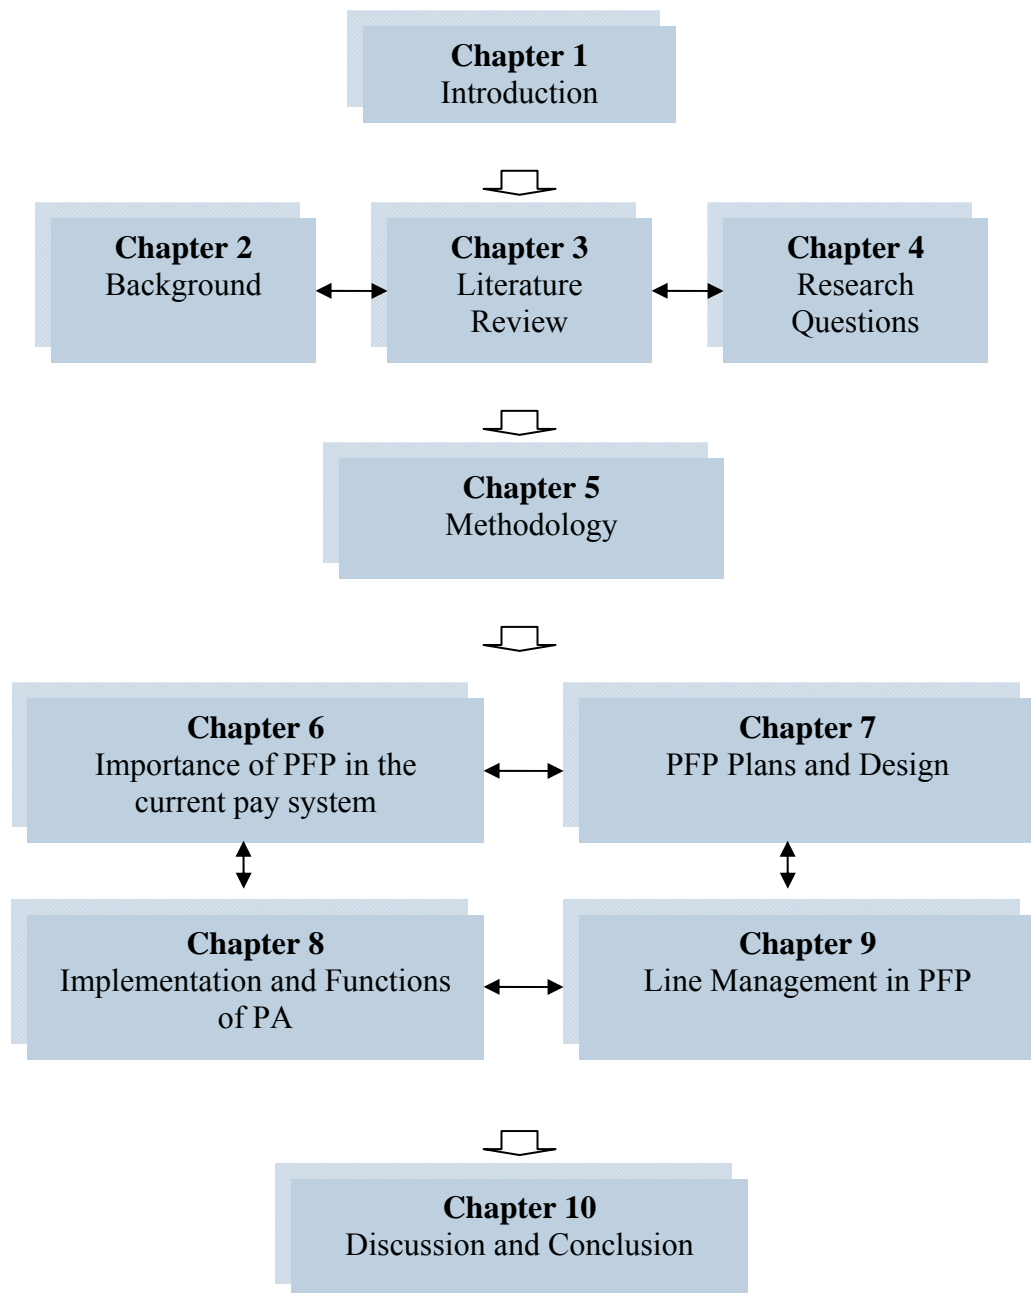 Chapter 1
Introduction
Chapter 2
Background
Chapter 3
Literature
Review
Chapter 4
Research
Questions
Chapter 5
Methodology
Chapter 6
Importance of PFP in the
current pay system
Chapter 7
PFP Plans and Design
Chapter 8
Implementation and Functions
of PA
Chapter 9
Line Management in PFP
Chapter 10
Discussion and Conclusion